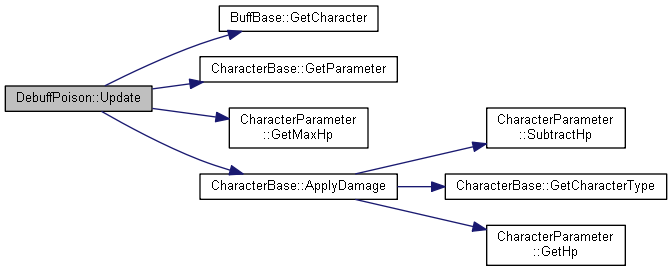 BuffBase::GetCharacter
CharacterBase::GetParameter
DebuffPoison::Update
CharacterParameter
::GetMaxHp
CharacterParameter
::SubtractHp
CharacterBase::ApplyDamage
CharacterBase::GetCharacterType
CharacterParameter
::GetHp